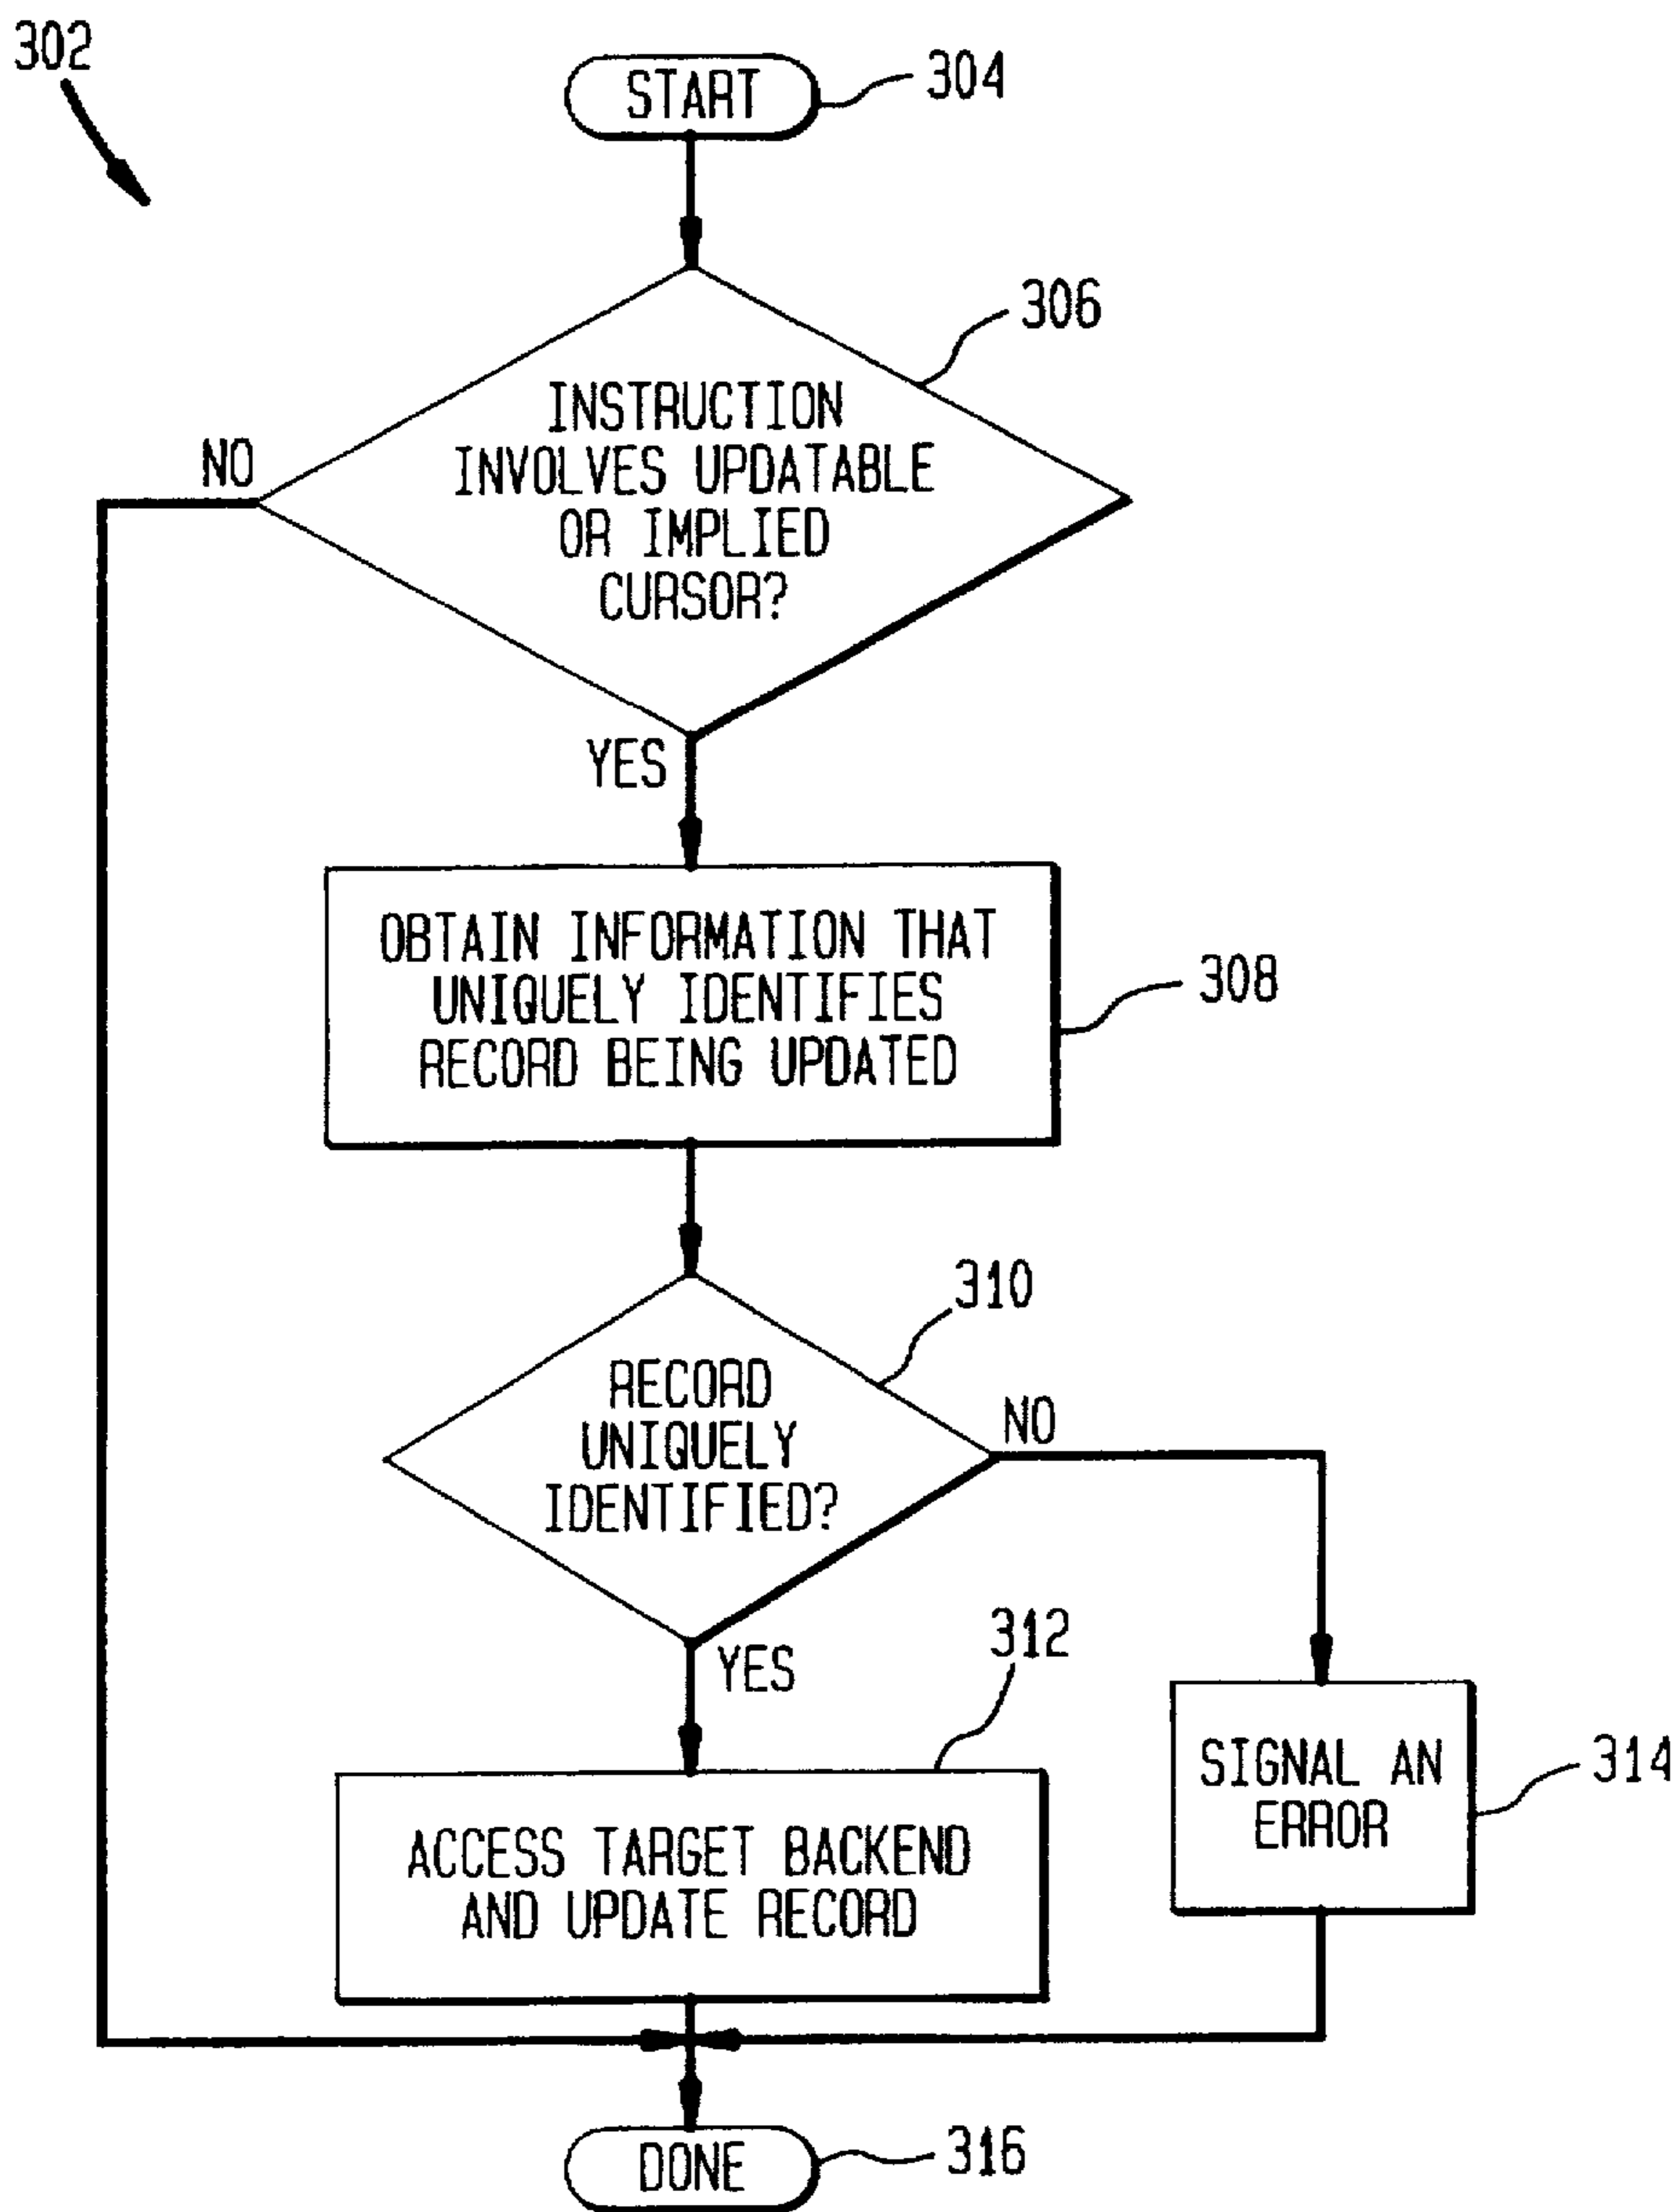 302
START
304
306
INSTRUCTION
INVOLVES UPDATABLE
OR IMPLIED
CURSOR?
NO
YES
OBTAIN INFORMATION THAT
UNIQUELY IDENTIFIES
RECORD BEING UPDATED
308
310
RECORD
UNIQUELY
IDENTIFIED?
NO
YES
312
ACCESS TARGET BACKEND
AND UPDATE RECORD
SIGNAL AN
ERROR
314
DONE
316